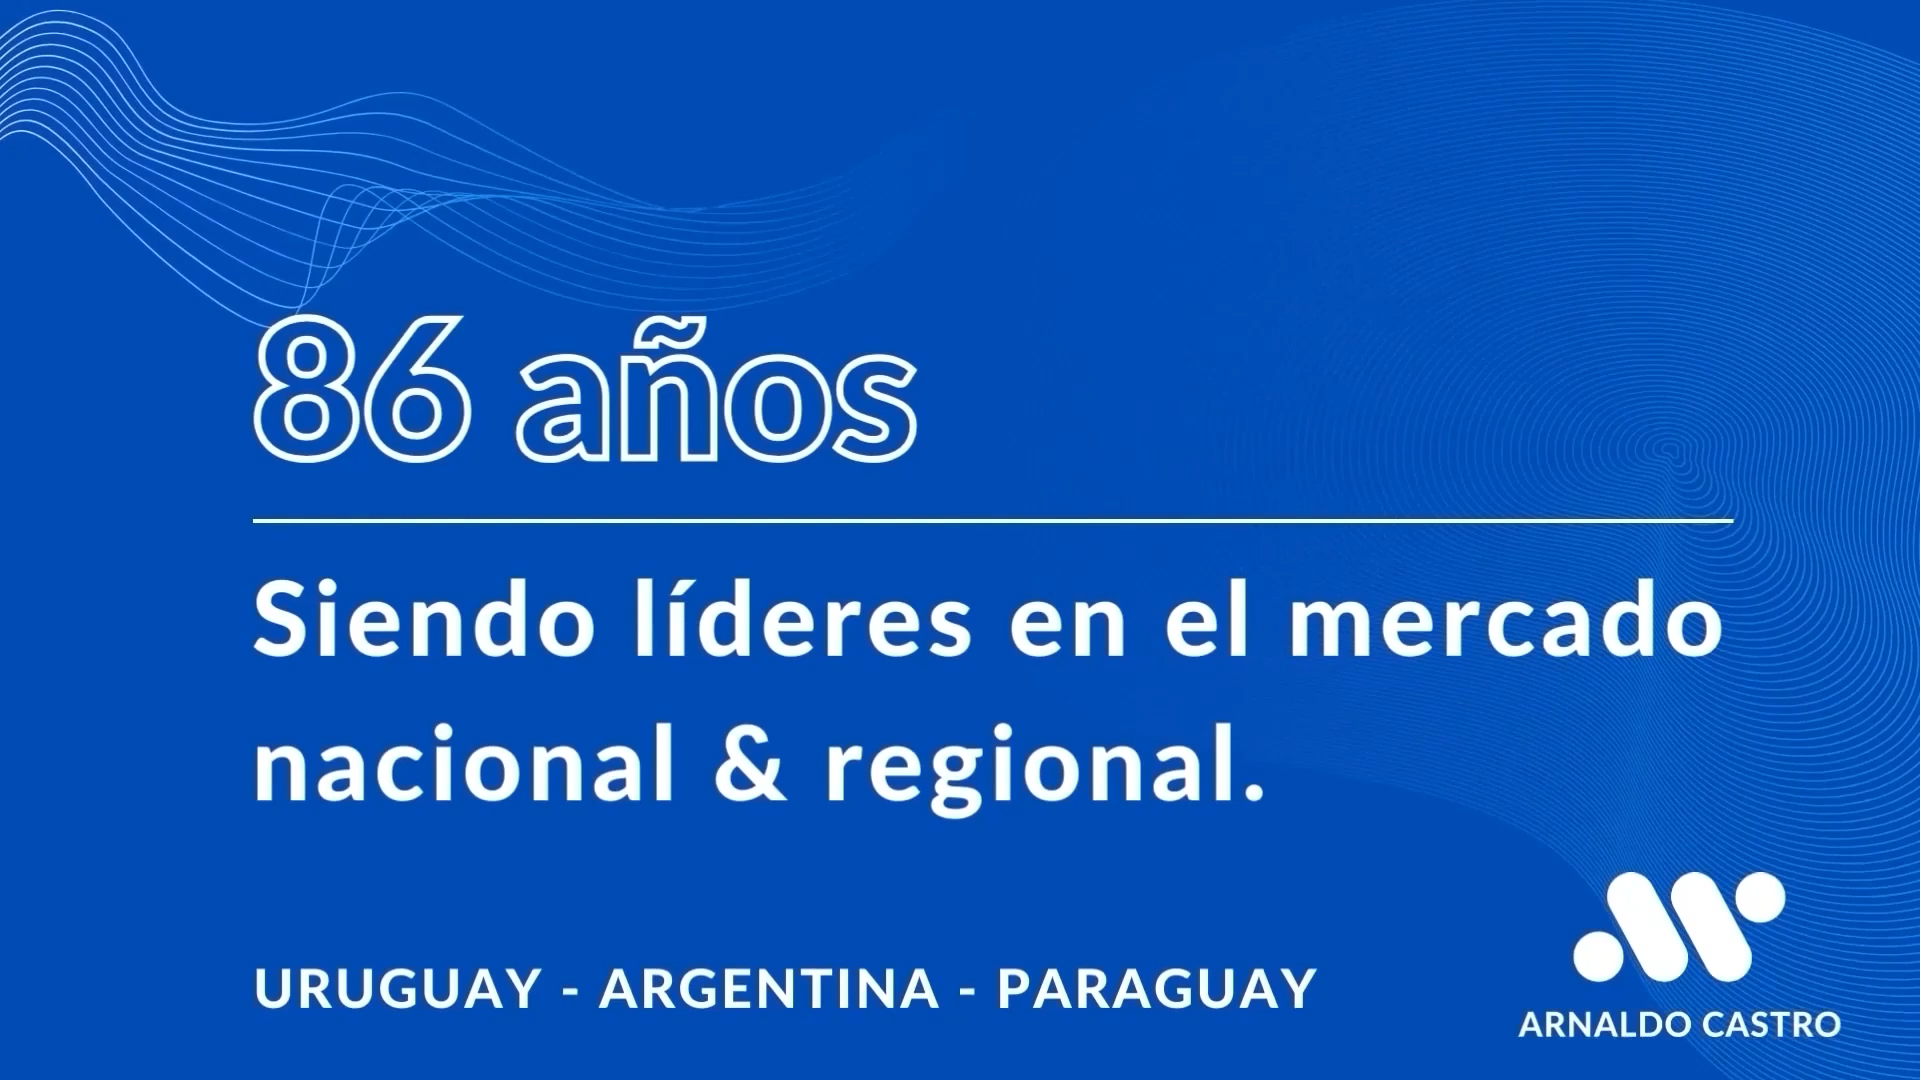 86 años
Siendo líderes en el mercado
nacional & regional.
URUGUAY - ARGENTINA - PARAGUAY
ARNALDO CASTRO